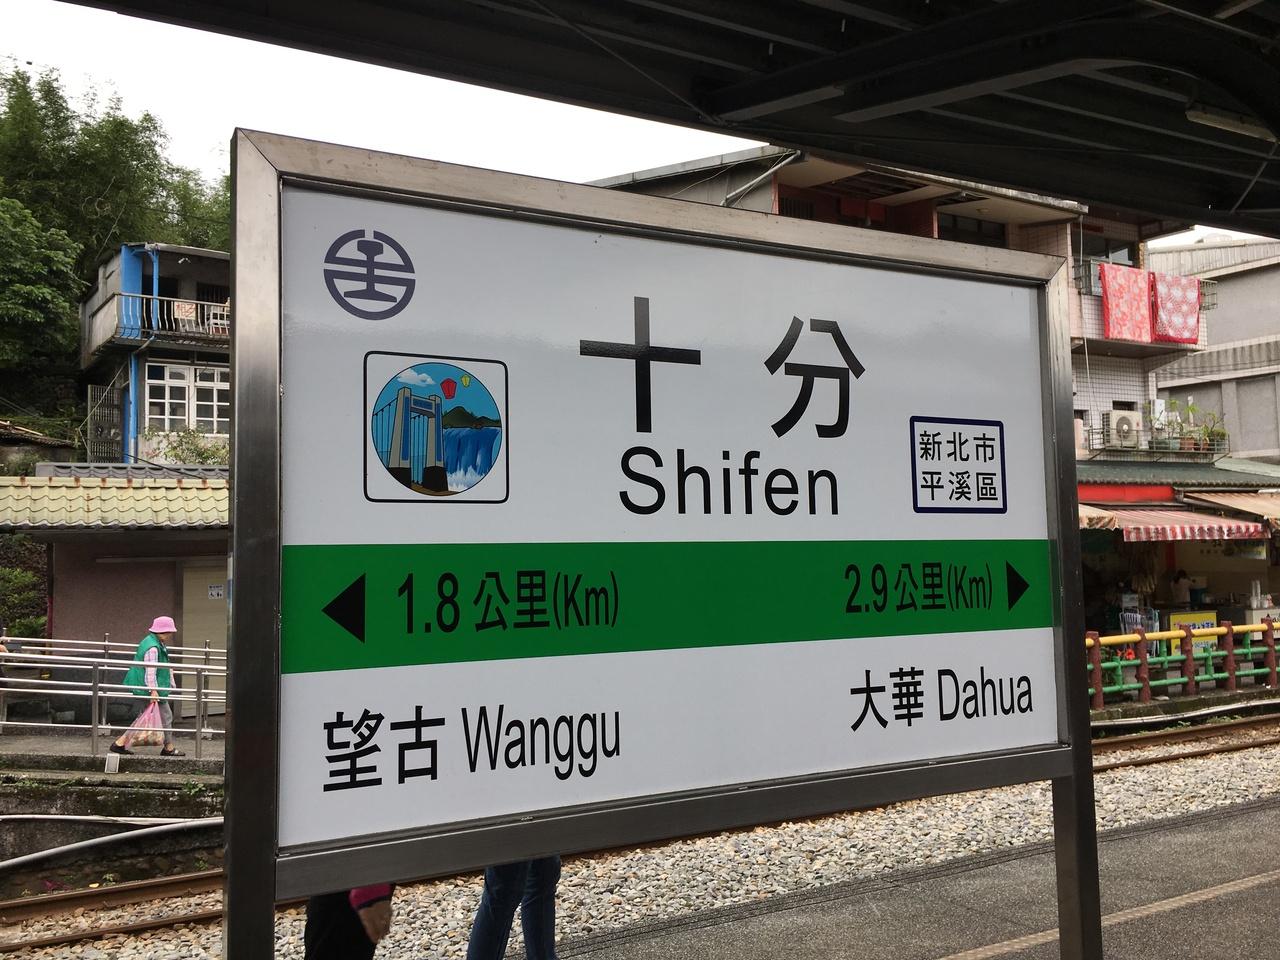 十分
Shifen
新北市
平溪區
1.8公里(Km)
2.9公里(Km)
望古 Wanggu
大華 Dahua